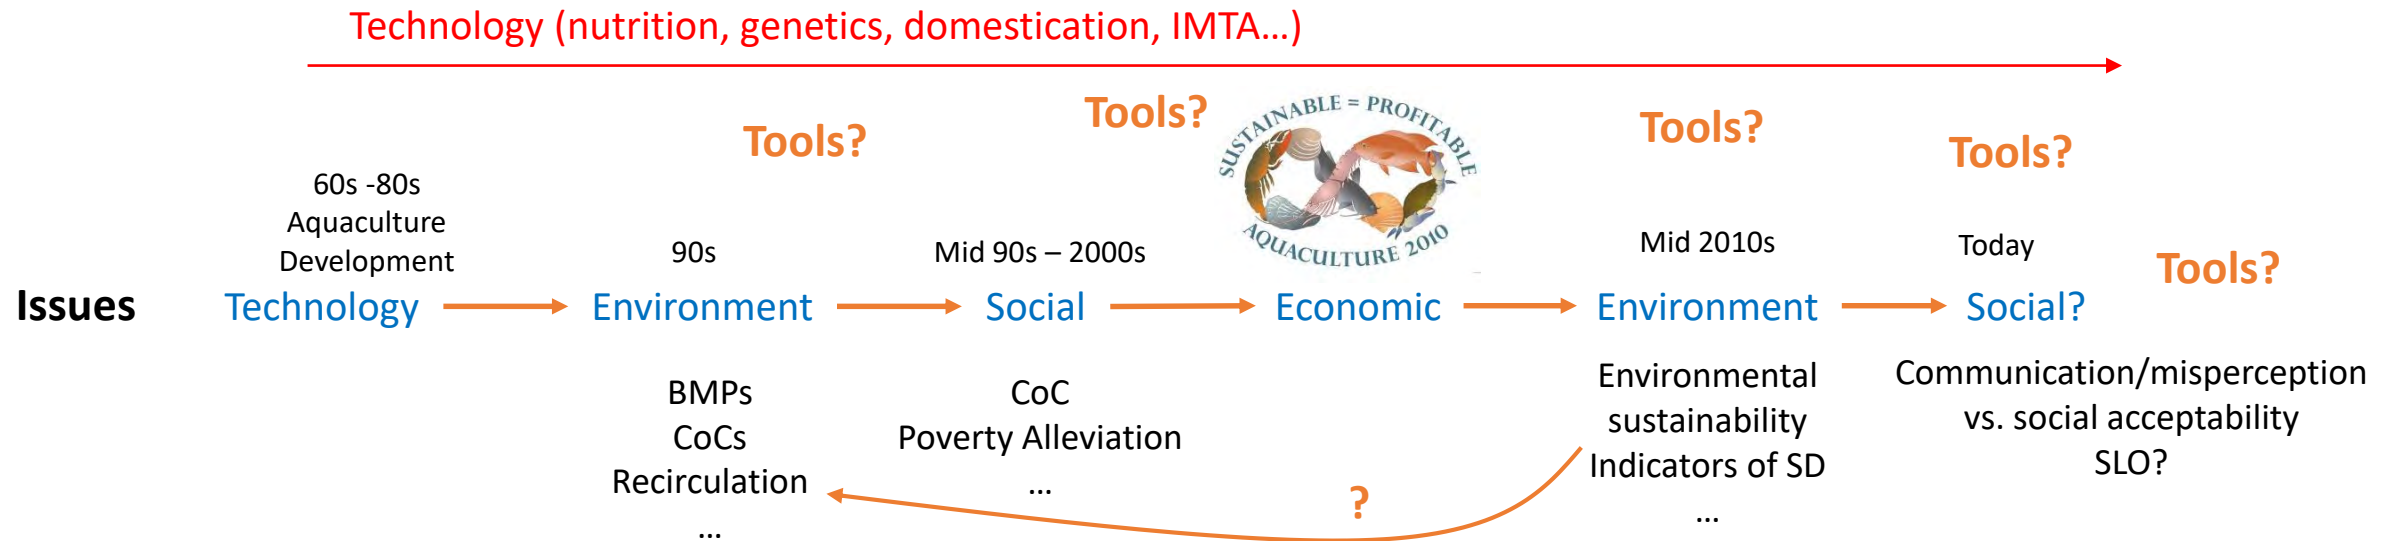 Technology (nutrition, genetics, domestication, IMTA…)
Tools?
Tools?
SUSTAINABLE = PROFITABLE
AQUACULTURE 2010
Tools?
Tools?
Tools?
60s -80s
Aquaculture
Development
90s
Mid 90s – 2000s
Mid 2010s
Today
Issues
Technology
Environment
Social
Economic
Environment
Social?
BMPs
CoCs
Recirculation
…
CoC
Poverty Alleviation
…
?
Environmental
sustainability
Indicators of SD
…
Communication/misperception
vs. social acceptability
SLO?